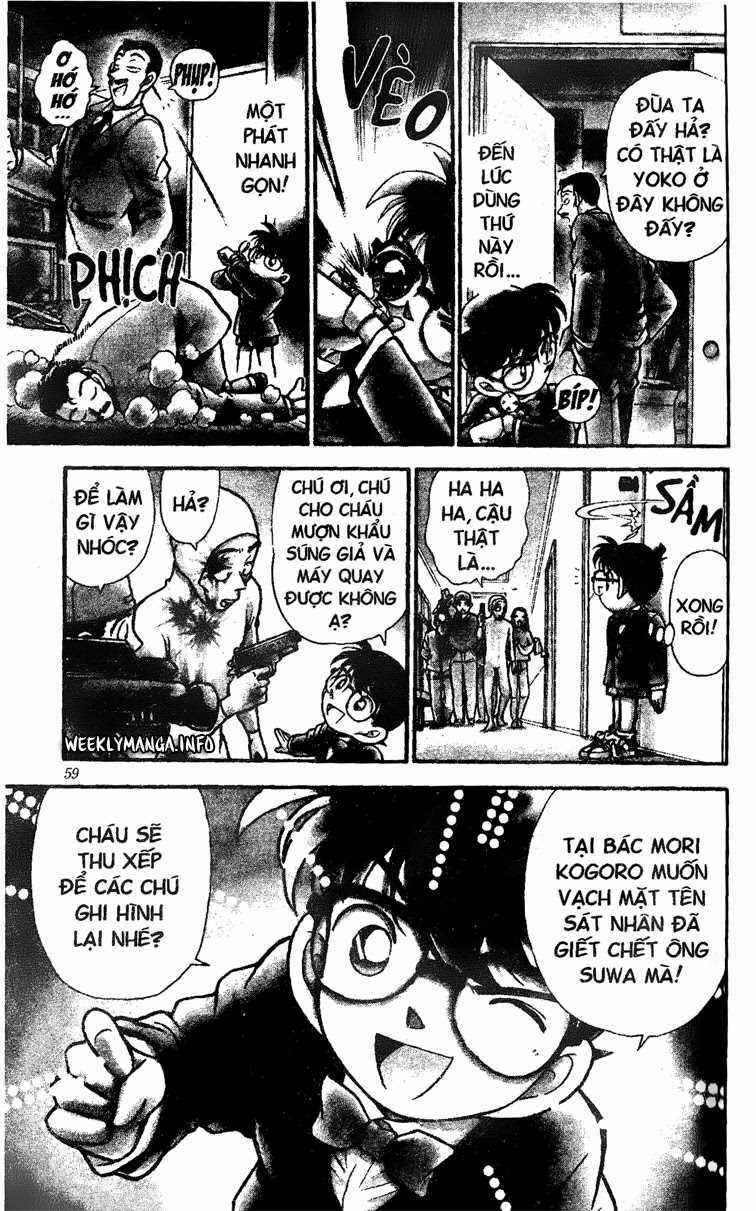 ĐÙA TA
ĐẤY HẢ?
CÓ THẬT LÀ
YOKO Ở
ĐÂY KHÔNG
ĐẤY?
ĐẾN
LÚC
DÙNG
THỨ
NÀY
RỒI...
BÍP!
VÈO
MỘT
PHÁT
NHANH
GỌN!
PHỤP!
Ơ
HỚ
HỚ
...
PHỊCH
SẦM
XONG
RỒI!
HA HA
HA, CẬU
THẬT
LÀ...
CHÚ ƠI, CHÚ
CHO CHÁU
MƯỢN KHẨU
SÚNG GIẢ VÀ
MÁY QUAY
ĐƯỢC KHÔNG
Ạ?
HẢ?
ĐỂ LÀM
GÌ VẬY
NHÓC?
WEEKLYMANGA.INFO
59
TẠI BÁC MORI
KOGORO MUỐN
VẠCH MẶT TÊN
SÁT NHÂN ĐÃ
GIẾT CHẾT ÔNG
SUWA MÀ!
CHÁU SẼ
THU XẾP
ĐỂ CÁC CHÚ
GHI HÌNH
LẠI NHÉ?